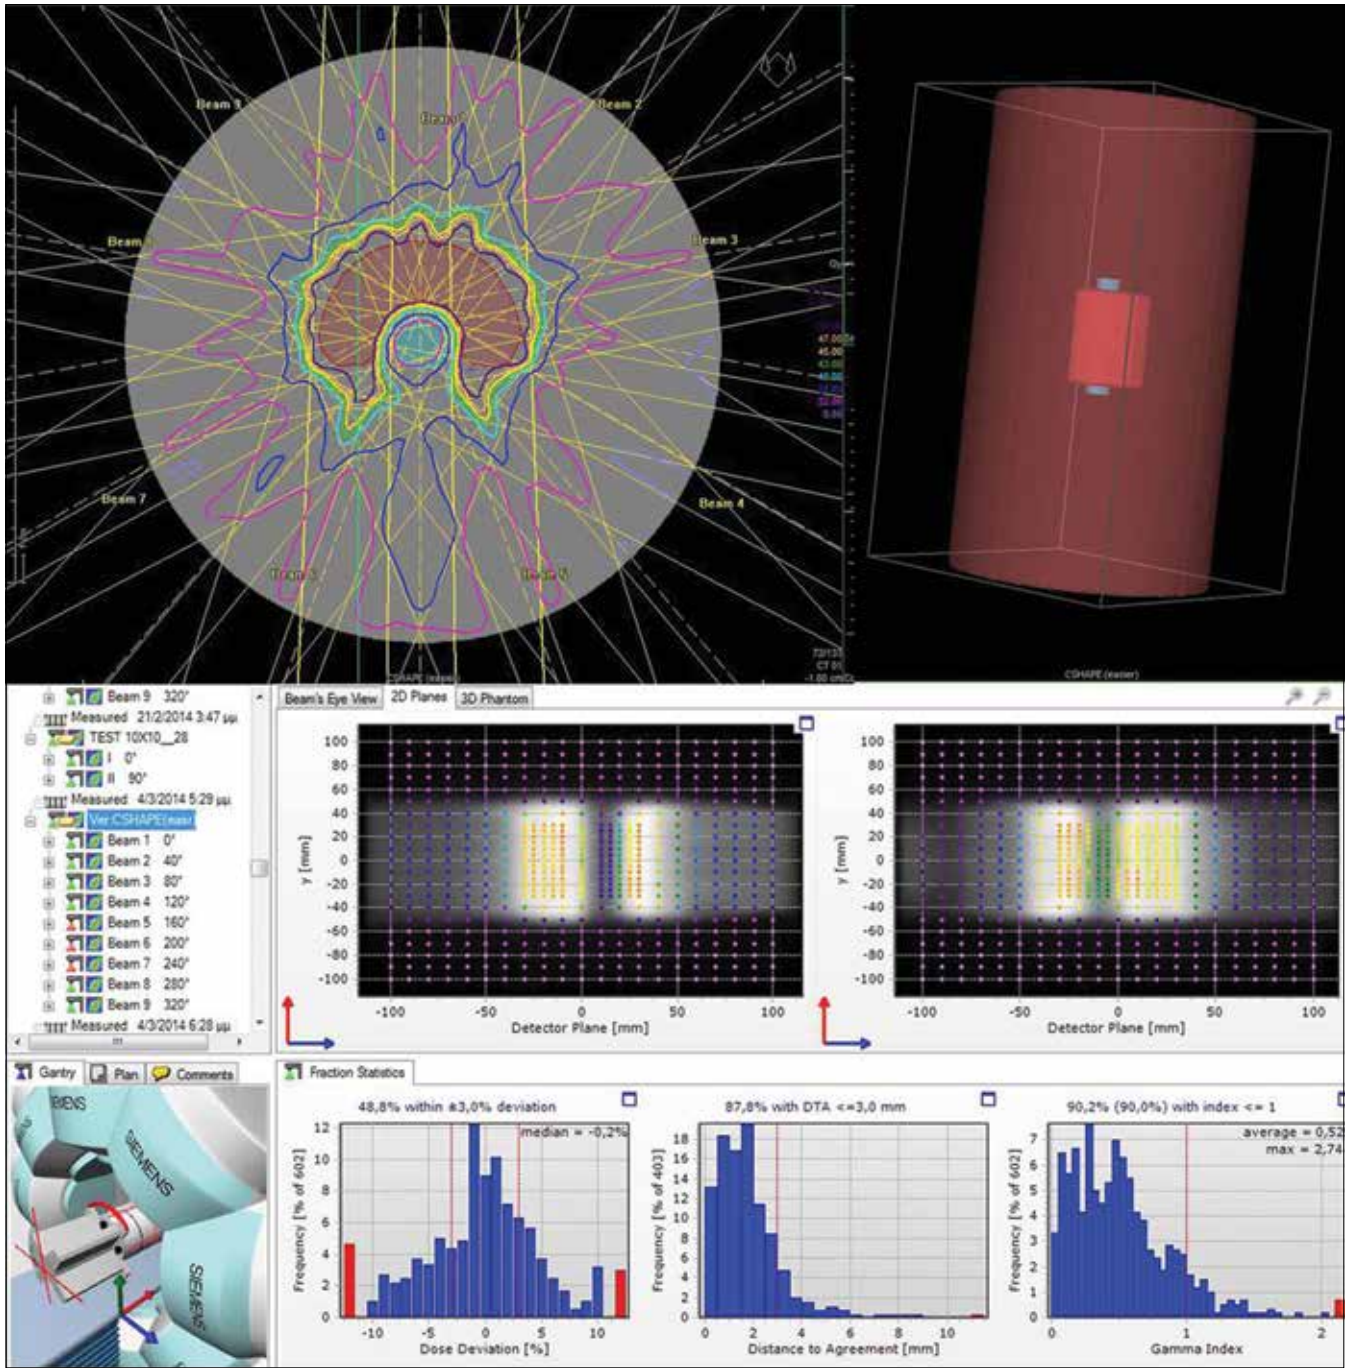 Beam 9
Beam 2
Beam 3
47.00
45.00
Beam 7
Beam 4
CSHAPE (easier)
CSHAPE (easier)
Beam 9 320°
Measured 21/2/2014 3:47 μμ
TEST 10X10__28
I 0°
II 90°
Measured 4/3/2014 5:29 μμ
Ver:CSHAPE(easi
Beam 1 0°
Beam 2 40°
Beam 3 80°
Beam 4 120°
Beam 5 160°
Beam 6 200°
Beam 7 240°
Beam 8 280°
Beam 9 320°
Measured 4/3/2014 6:28 μμ
Beam's Eye View 2D Planes 3D Phantom
100
80
60
40
20
0
-20
-40
-60
-80
-100
y [mm]
-100 -50 0 50 100
Detector Plane [mm]
100
80
60
40
20
0
-20
-40
-60
-80
-100
y [mm]
-100 -50 0 50 100
Detector Plane [mm]
Gantry Plan Comments
SIEMENS
SIEMENS
Fraction Statistics
48,8% within ±3,0% deviation
median = -0,2%
12
10
8
6
4
2
0
Frequency [% of 602]
-10 -5 0 5 10
Dose Deviation [%]
87,8% with DTA <=3,0 mm
18
16
14
12
10
8
6
4
2
0
Frequency [% of 403]
0 2 4 6 8 10
Distance to Agreement [mm]
90,2% (90,0%) with index <= 1
average = 0,52
max = 2,74
7
6
5
4
3
2
1
0
Frequency [% of 602]
0 1 2
Gamma Index